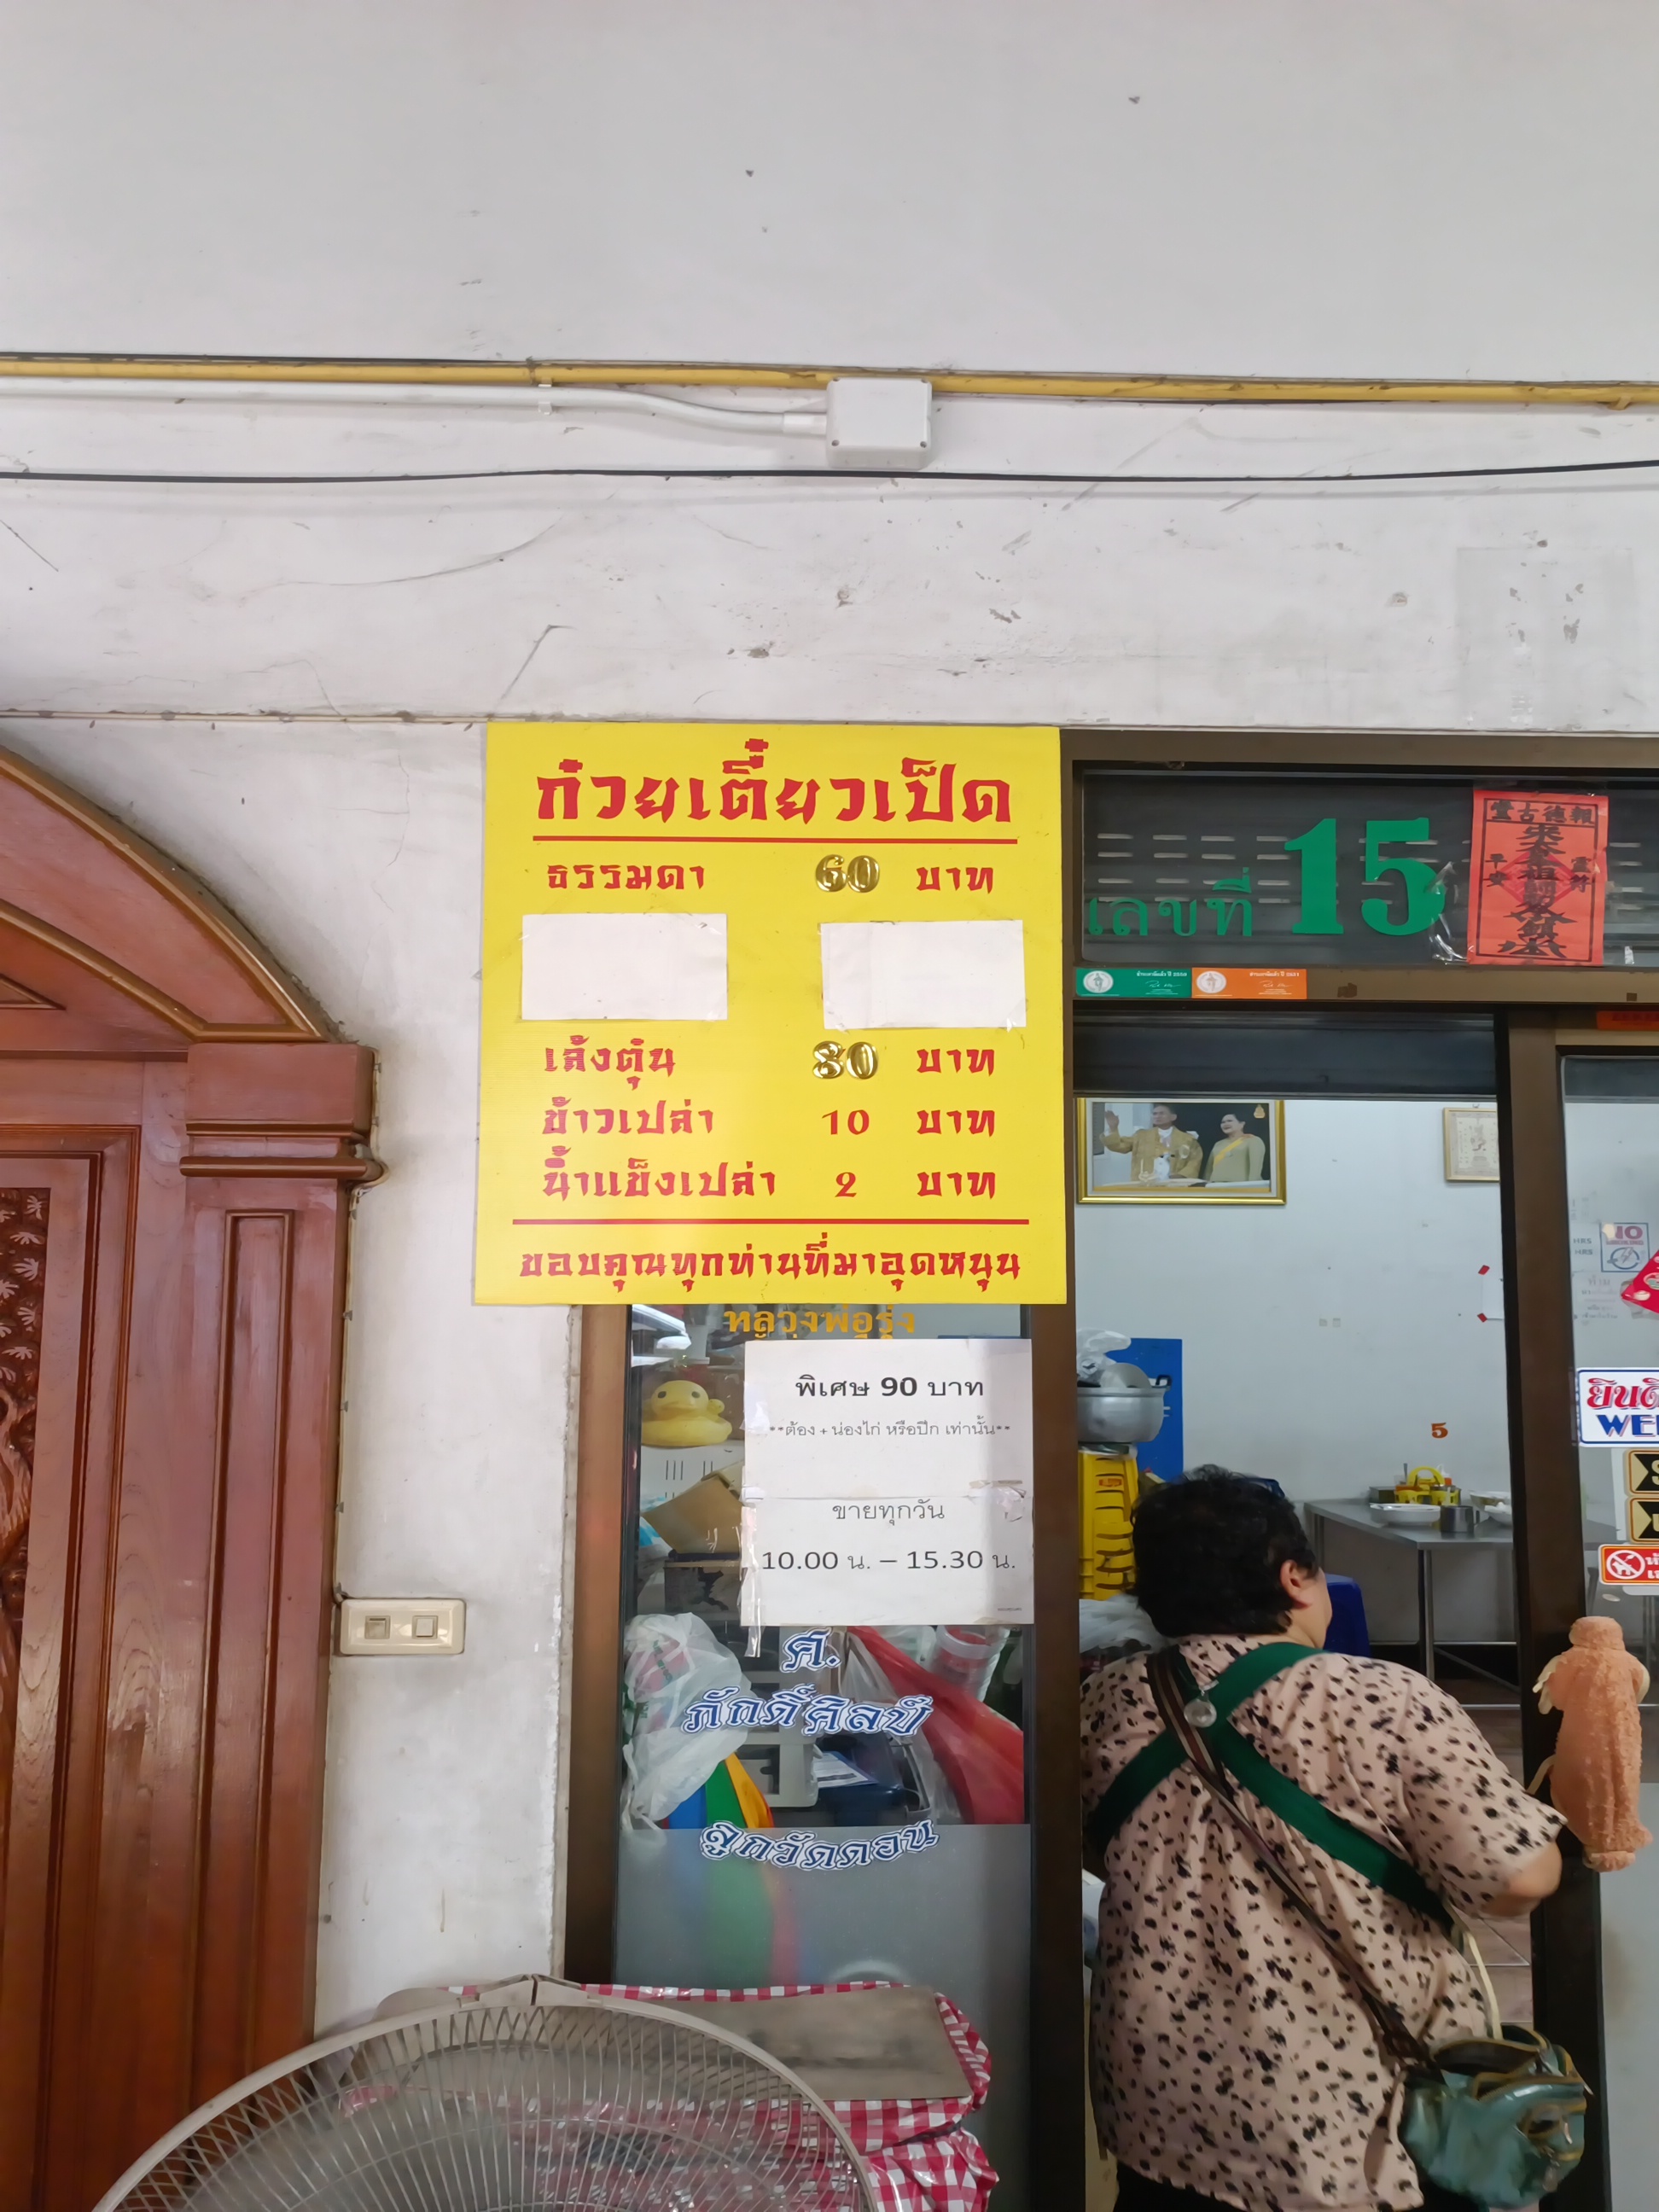 ก๋วยเตี๋ยวเป็ด
ธรรมดา 60 บาท
เล้งตุ๋น 80 บาท
ข้าวเปล่า 10 บาท
น้ำแข็งเปล่า 2 บาท
ขอบคุณทุกท่านที่มาอุดหนุน
เลขที่ 15
หลวงพ่อรุ่ง
พิเศษ 90 บาท
**ต้อง + น่องไก่ หรือปีก เท่านั้น**
ขายทุกวัน
10.00 น. – 15.30 น.
ศ.
ภักดิ์ศิลป์
ลูกวัดดอน
5